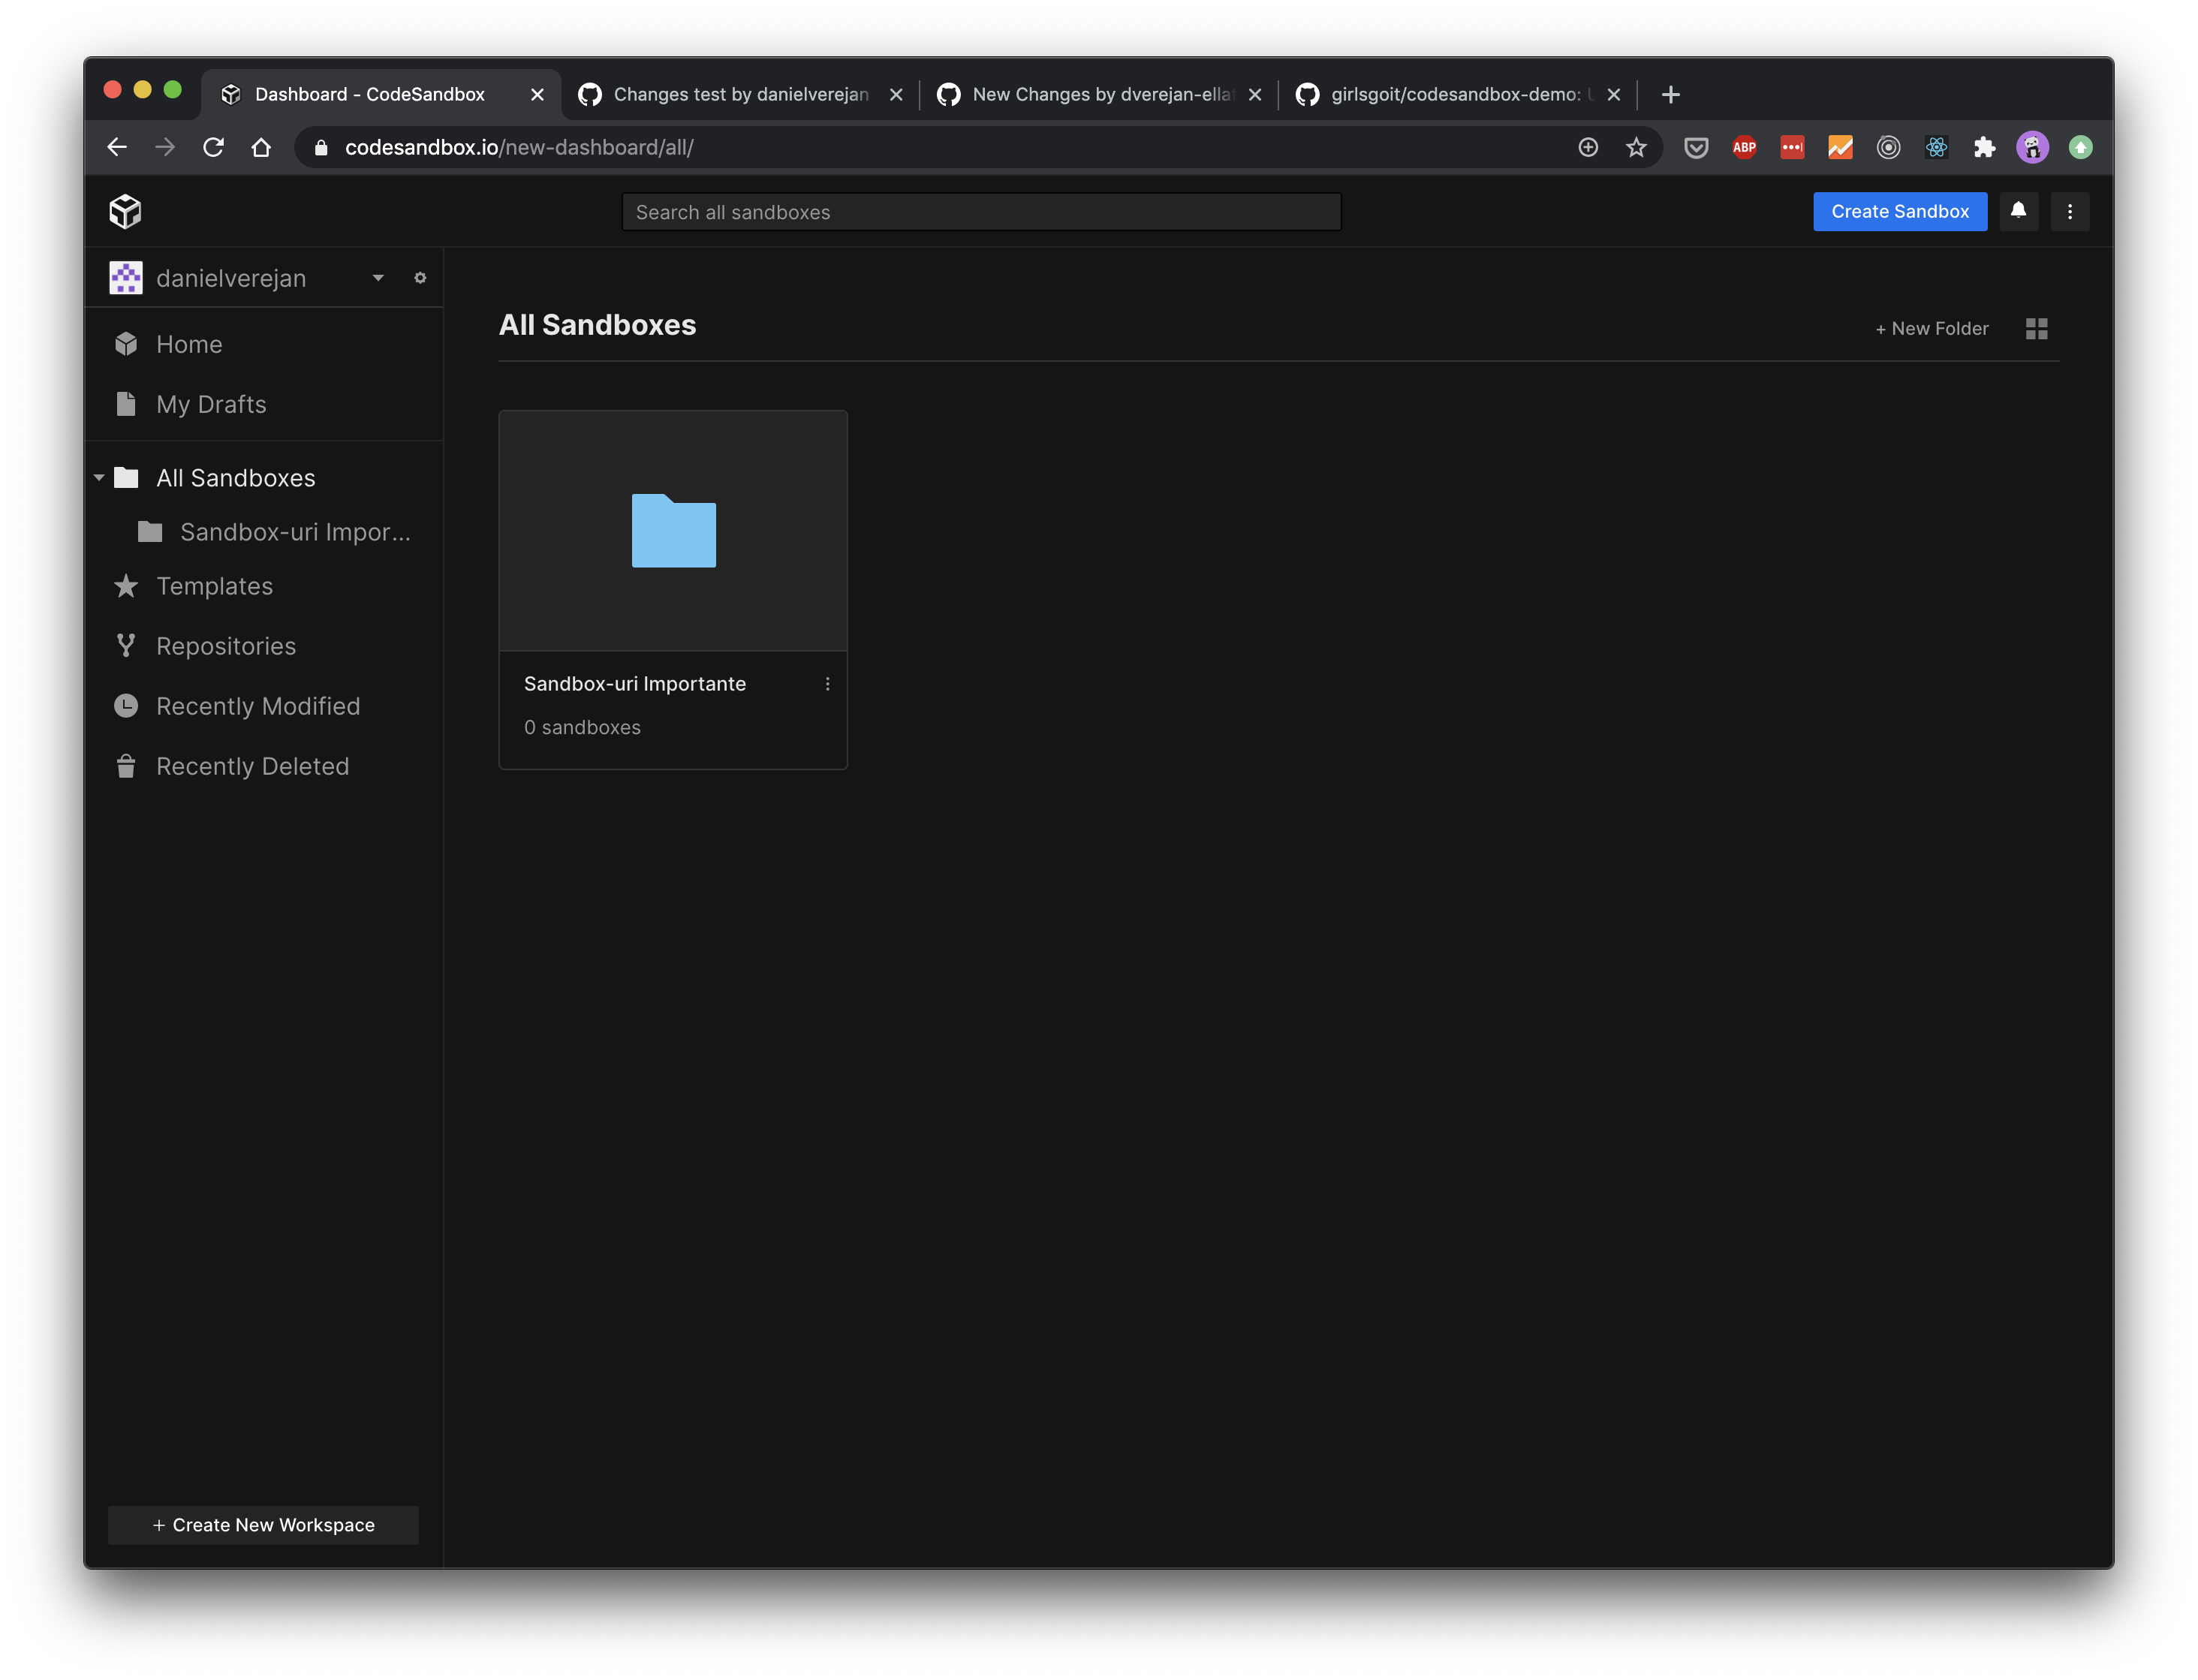 Dashboard - CodeSandbox
Changes test by danielverejan
New Changes by dverejan-ella
girlsgoit/codesandbox-demo:
codesandbox.io/new-dashboard/all/
ABP
Search all sandboxes
Create Sandbox
danielverejan
Home
My Drafts
All Sandboxes
Sandbox-uri Impor...
Templates
Repositories
Recently Modified
Recently Deleted
+ Create New Workspace
All Sandboxes
+ New Folder
Sandbox-uri Importante
0 sandboxes